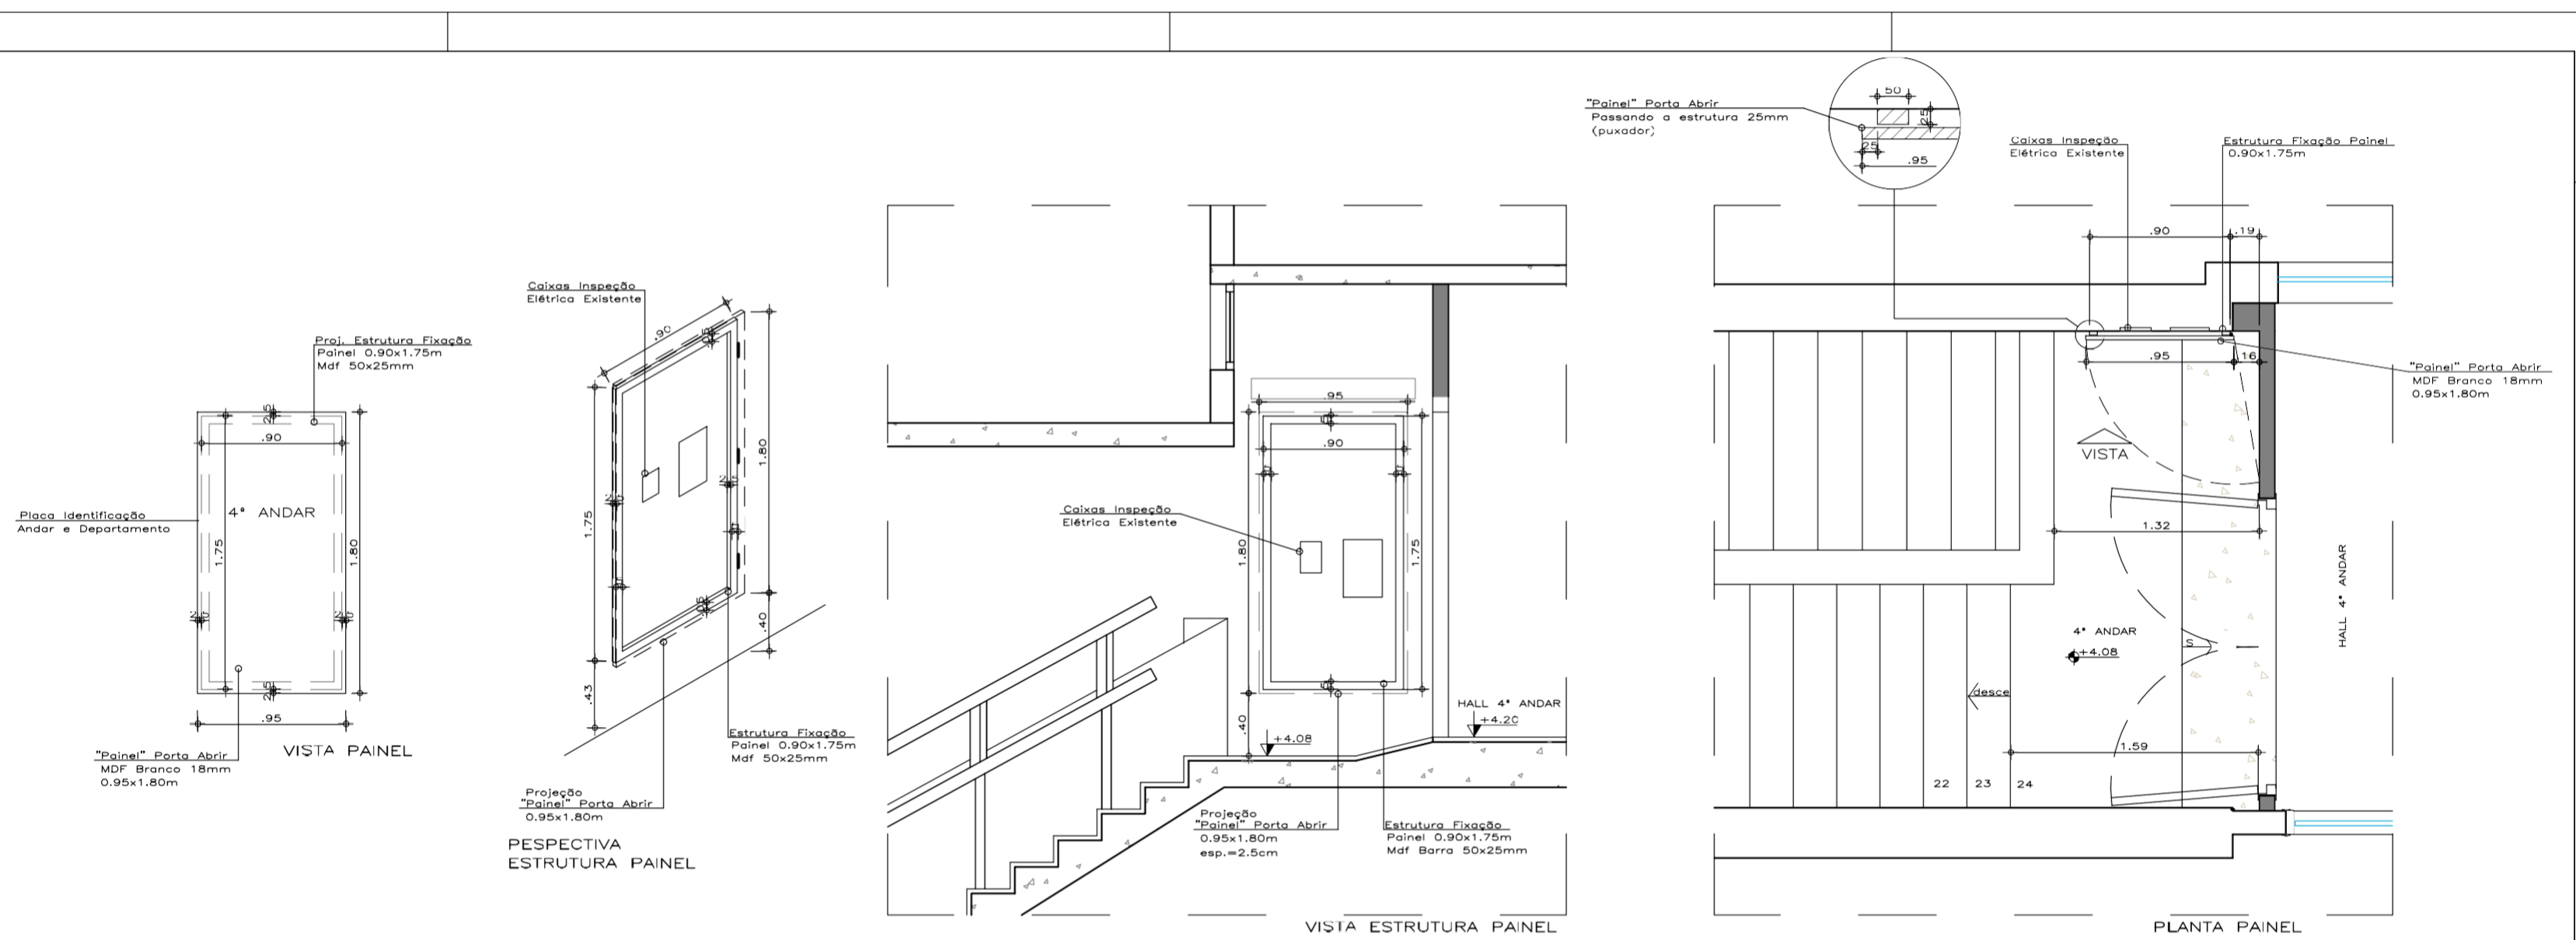 Proj. Estrutura Fixação
Painel 0.90x1.75m
Mdf 50x25mm
.90
4° ANDAR
Placa Identificação
Andar e Departamento
1.75
1.80
.95
VISTA PAINEL
"Painel" Porta Abrir
MDF Branco 18mm
0.95x1.80m
Caixas Inspeção
Elétrica Existente
.90
1.75
1.80
.43
.40
Estrutura Fixação
Painel 0.90x1.75m
Mdf 50x25mm
Projeção
"Painel" Porta Abrir
0.95x1.80m
PESPECTIVA
ESTRUTURA PAINEL
.95
.90
Caixas Inspeção
Elétrica Existente
1.80
1.75
.40
HALL 4° ANDAR
+4.20
+4.08
Projeção
"Painel" Porta Abrir
0.95x1.80m
esp.=2.5cm
Estrutura Fixação
Painel 0.90x1.75m
Mdf Barra 50x25mm
VISTA ESTRUTURA PAINEL
"Painel" Porta Abrir
Passando a estrutura 25mm
(puxador)
50
25
25
.95
Caixas Inspeção
Elétrica Existente
Estrutura Fixação Painel
0.90x1.75m
.90
.19
.95
16
"Painel" Porta Abrir
MDF Branco 18mm
0.95x1.80m
VISTA
1.32
HALL 4° ANDAR
4° ANDAR
+4.08
S
desce
1.59
22
23
24
PLANTA PAINEL